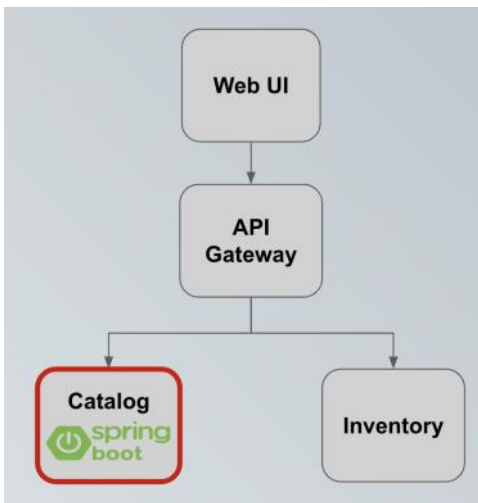 Web UI
API
Gateway
Catalog
spring
boot
Inventory